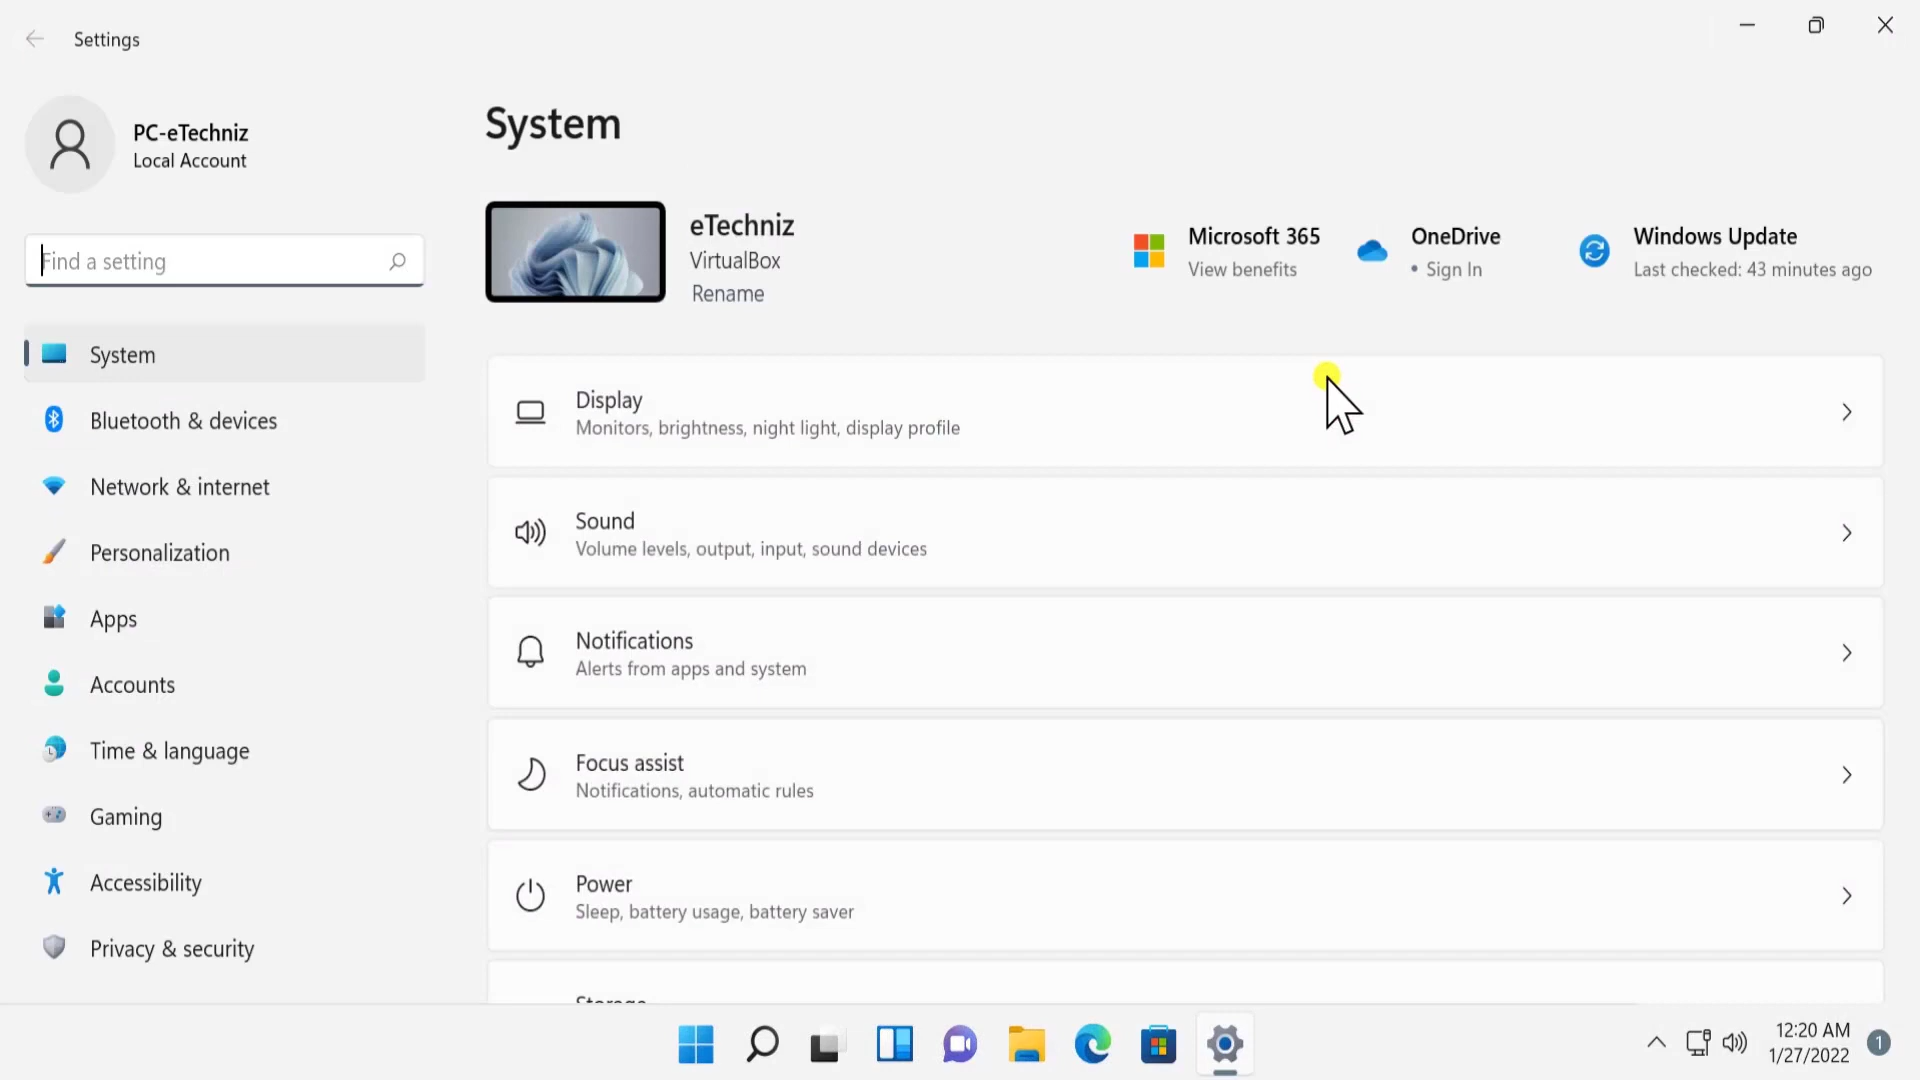 Settings
PC-eTechniz
Local Account
Find a setting
System
Bluetooth & devices
Network & internet
Personalization
Apps
Accounts
Time & language
Gaming
Accessibility
Privacy & security
System
eTechniz
VirtualBox
Rename
Microsoft 365
View benefits
OneDrive
• Sign In
Windows Update
Last checked: 43 minutes ago
Display
Monitors, brightness, night light, display profile
Sound
Volume levels, output, input, sound devices
Notifications
Alerts from apps and system
Focus assist
Notifications, automatic rules
Power
Sleep, battery usage, battery saver
Storage
12:20 AM
1/27/2022
1